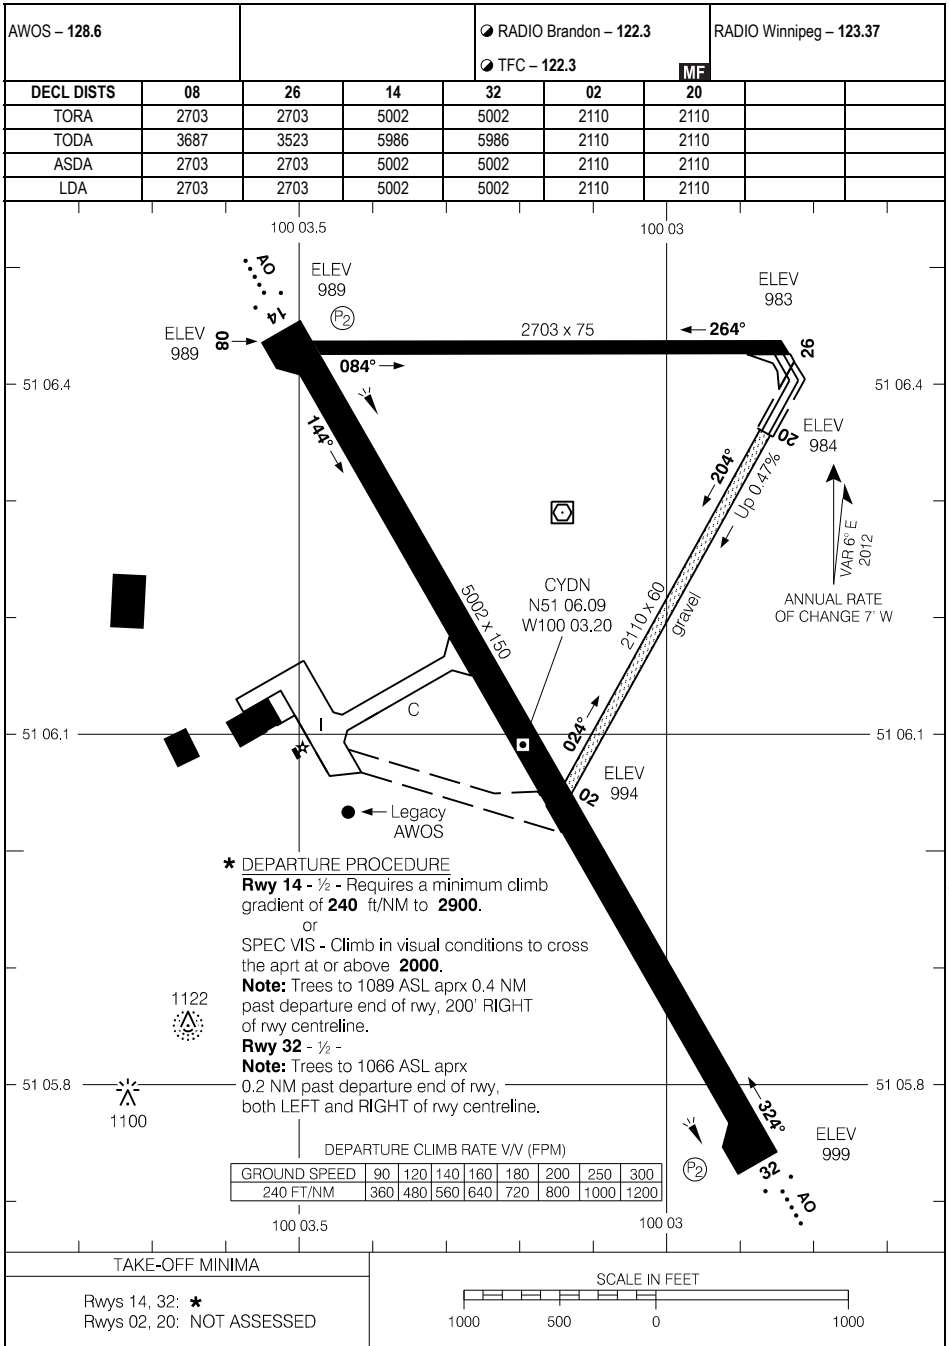 AWOS – 128.6
RADIO Brandon – 122.3
RADIO Winnipeg – 123.37
TFC – 122.3
MF
DECL DISTS 08 26 14 32 02 20
TORA 2703 2703 5002 5002 2110 2110
TODA 3687 3523 5986 5986 2110 2110
ASDA 2703 2703 5002 5002 2110 2110
LDA 2703 2703 5002 5002 2110 2110
100 03.5
100 03
AO
ELEV
989
P2
14
ELEV
989
08
ELEV
983
2703 x 75
264°
26
084°
51 06.4
51 06.4
144°
20
ELEV
984
204°
Up 0.47%
VAR 6° E
2012
ANNUAL RATE
OF CHANGE 7' W
CYDN
N51 06.09
W100 03.20
5002 x 150
2110 x 60
gravel
C
I
51 06.1
51 06.1
024°
02
ELEV
994
Legacy
AWOS
* DEPARTURE PROCEDURE
Rwy 14 - ½ - Requires a minimum climb
gradient of 240 ft/NM to 2900.
or
SPEC VIS - Climb in visual conditions to cross
the aprt at or above 2000.
Note: Trees to 1089 ASL aprx 0.4 NM
past departure end of rwy, 200' RIGHT
of rwy centreline.
Rwy 32 - ½ -
Note: Trees to 1066 ASL aprx
0.2 NM past departure end of rwy,
both LEFT and RIGHT of rwy centreline.
1122
1100
51 05.8
51 05.8
324°
ELEV
999
32
P2
AO
DEPARTURE CLIMB RATE V/V (FPM)
GROUND SPEED 90 120 140 160 180 200 250 300
240 FT/NM 360 480 560 640 720 800 1000 1200
100 03.5
100 03
TAKE-OFF MINIMA
Rwys 14, 32: *
Rwys 02, 20: NOT ASSESSED
SCALE IN FEET
1000 500 0 1000